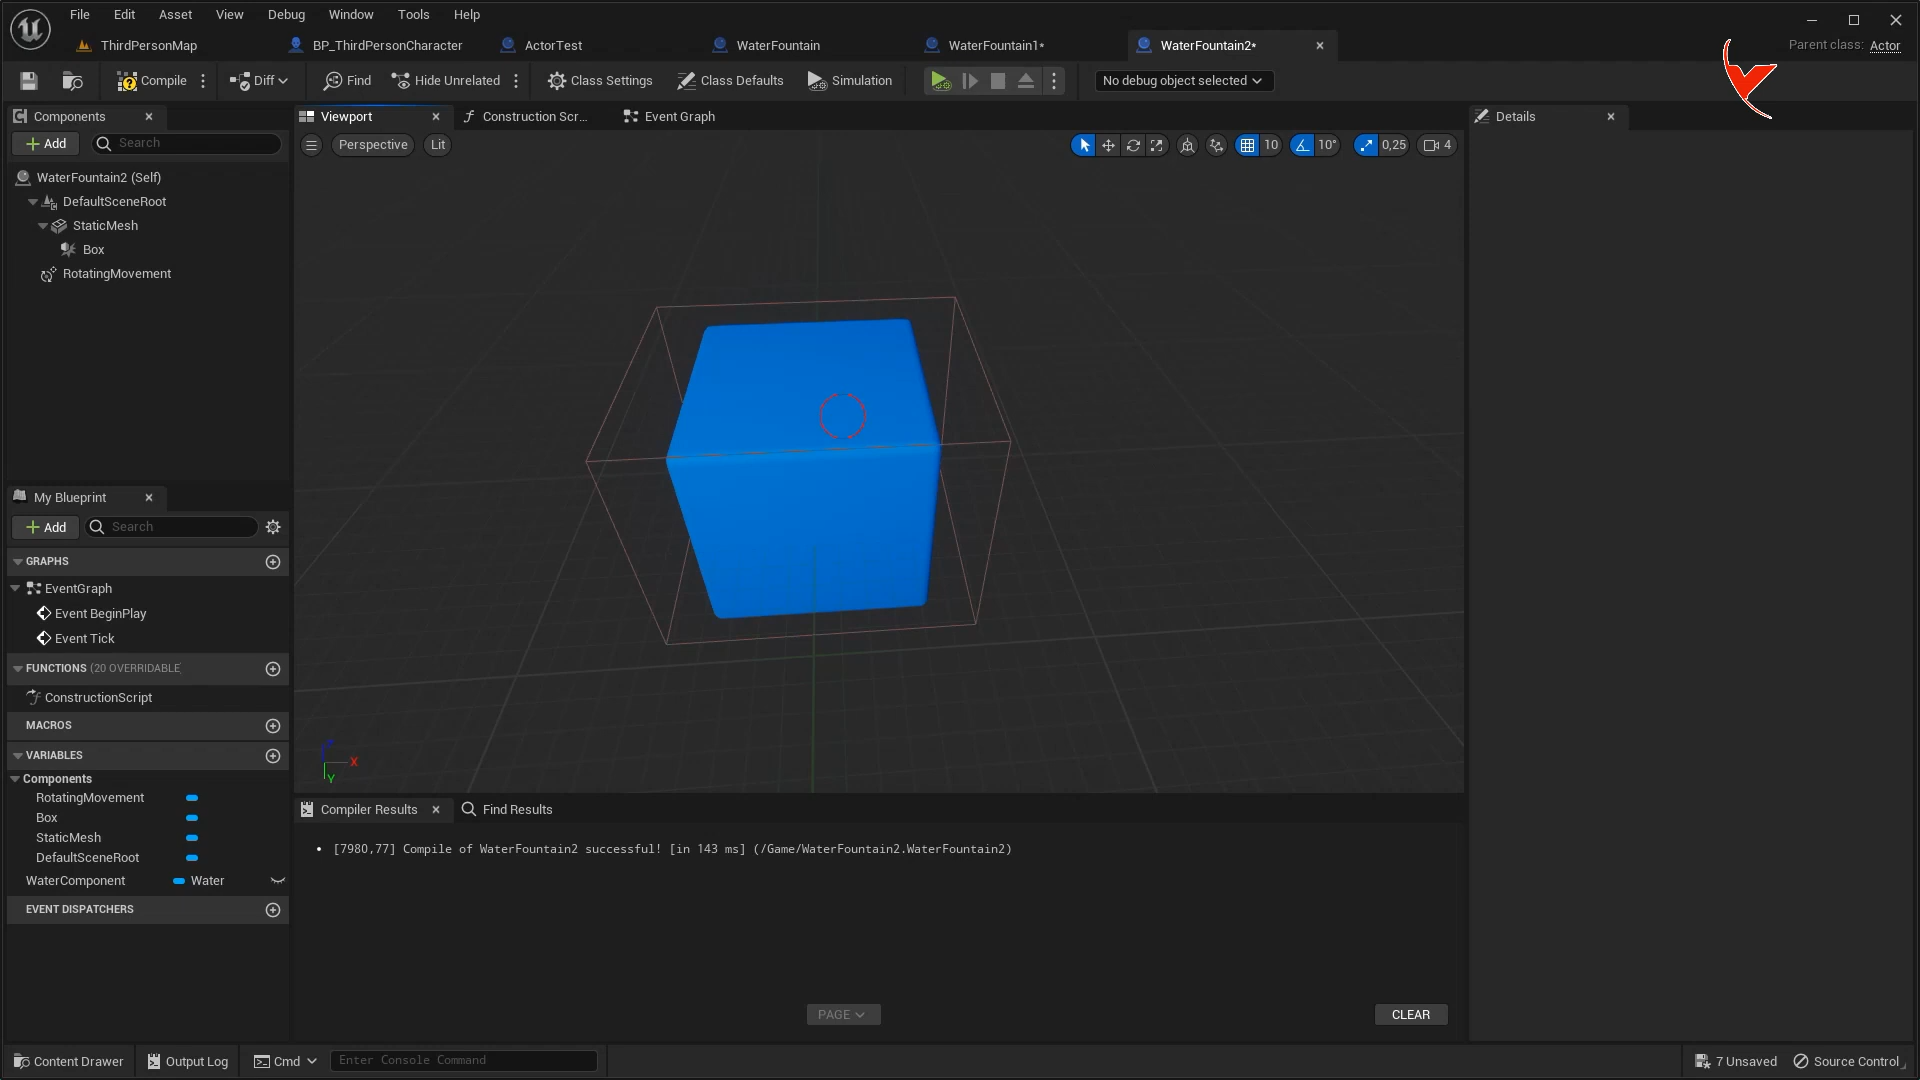 File Edit Asset View Debug Window Tools Help
ThirdPersonMap BP_ThirdPersonCharacter ActorTest WaterFountain WaterFountain1* WaterFountain2* Parent class: Actor
Compile Diff Find Hide Unrelated Class Settings Class Defaults Simulation No debug object selected
Components Viewport Construction Scr... Event Graph Details
Add Search Perspective Lit 10 10° 0,25 4
WaterFountain2 (Self)
DefaultSceneRoot
StaticMesh
Box
RotatingMovement
My Blueprint
Add Search
GRAPHS
EventGraph
Event BeginPlay
Event Tick
FUNCTIONS (20 OVERRIDABLE
ConstructionScript
MACROS
VARIABLES
Components
RotatingMovement
Box
StaticMesh
DefaultSceneRoot
WaterComponent Water
EVENT DISPATCHERS
X
Y
Compiler Results Find Results
[7980,77] Compile of WaterFountain2 successful! [in 143 ms] (/Game/WaterFountain2.WaterFountain2)
PAGE CLEAR
Content Drawer Output Log Cmd Enter Console Command 7 Unsaved Source Control